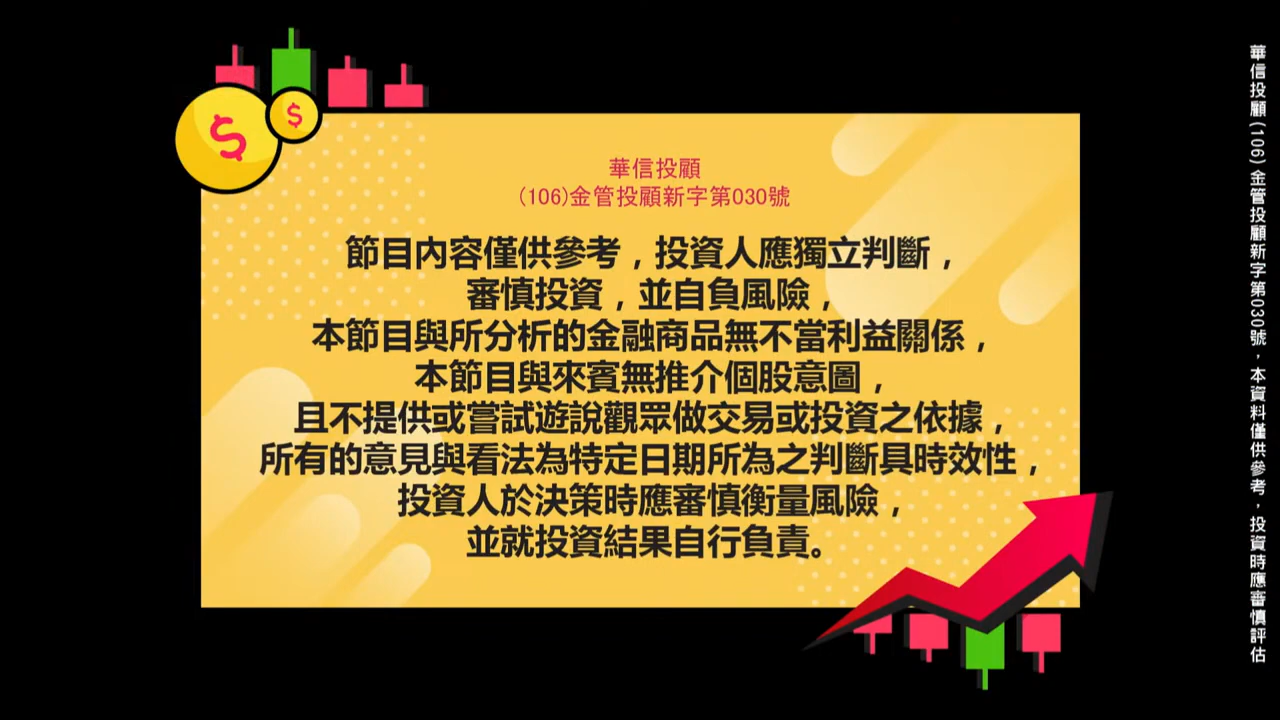 華信投顧
(106)金管投顧新字第030號
節目內容僅供參考，投資人應獨立判斷，
審慎投資，並自負風險，
本節目與所分析的金融商品無不當利益關係，
本節目與來賓無推介個股意圖，
且不提供或嘗試遊說觀眾做交易或投資之依據，
所有的意見與看法為特定日期所為之判斷具時效性，
投資人於決策時應審慎衡量風險，
並就投資結果自行負責。
華信投顧(106)金管投顧新字第030號，本資料僅供參考，投資時應審慎評估
$
$